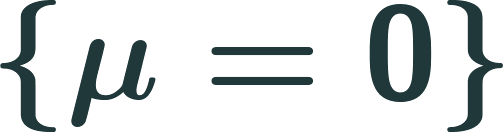 {μ = 0}